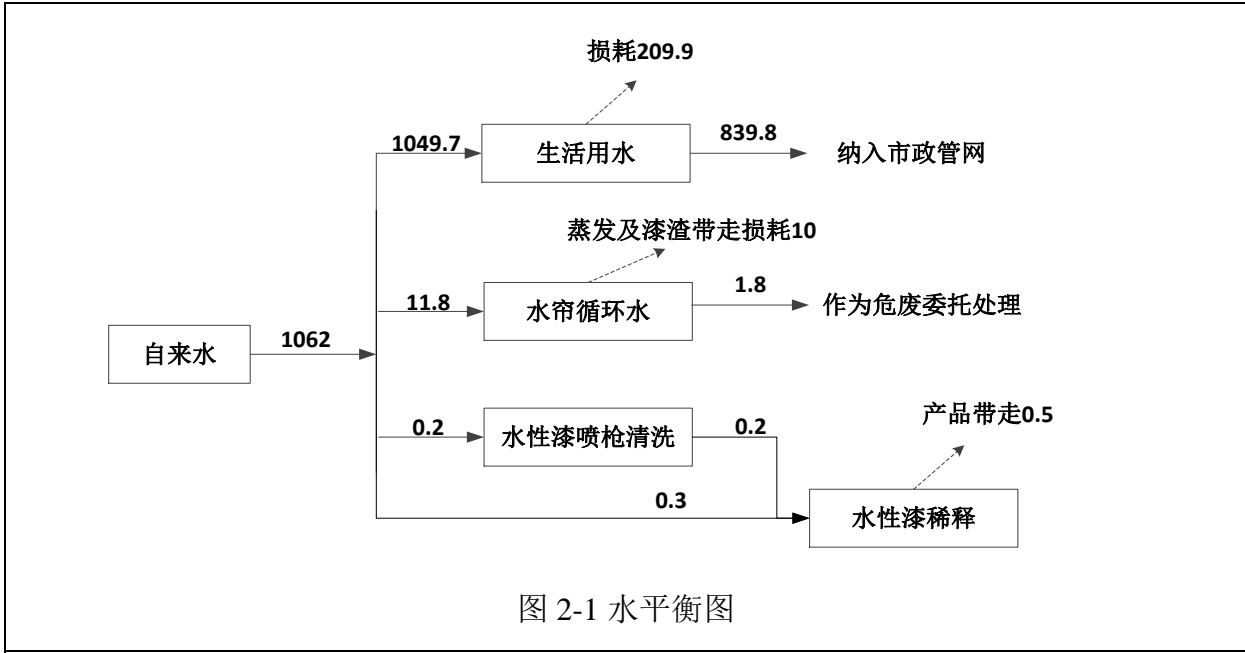 损耗209.9
1049.7
生活用水
839.8
纳入市政管网
蒸发及漆渣带走损耗10
11.8
水帘循环水
1.8
作为危废委托处理
自来水
1062
产品带走0.5
0.2
水性漆喷枪清洗
0.2
0.3
水性漆稀释
图 2-1 水平衡图